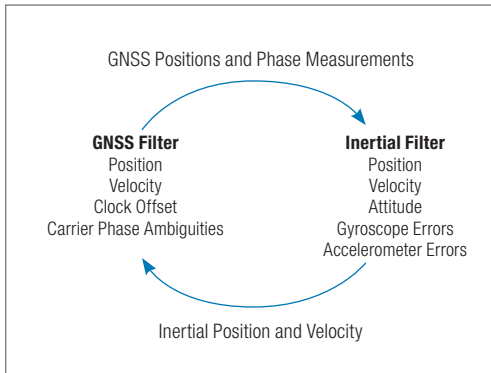 GNSS Positions and Phase Measurements
GNSS Filter
Position
Velocity
Clock Offset
Carrier Phase Ambiguities
Inertial Filter
Position
Velocity
Attitude
Gyroscope Errors
Accelerometer Errors
Inertial Position and Velocity